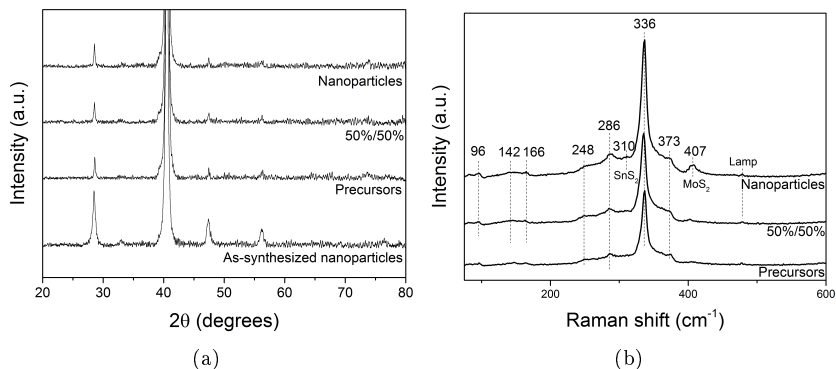 Intensity (a.u.)
Nanoparticles
50%/50%
Precursors
As-synthesized nanoparticles
20 30 40 50 60 70 80
2θ (degrees)
(a)
Intensity (a.u.)
336
286
96 142 166 248 310 373 407
SnS₂
MoS₂
Lamp
Nanoparticles
50%/50%
Precursors
200 400 600
Raman shift (cm⁻¹)
(b)